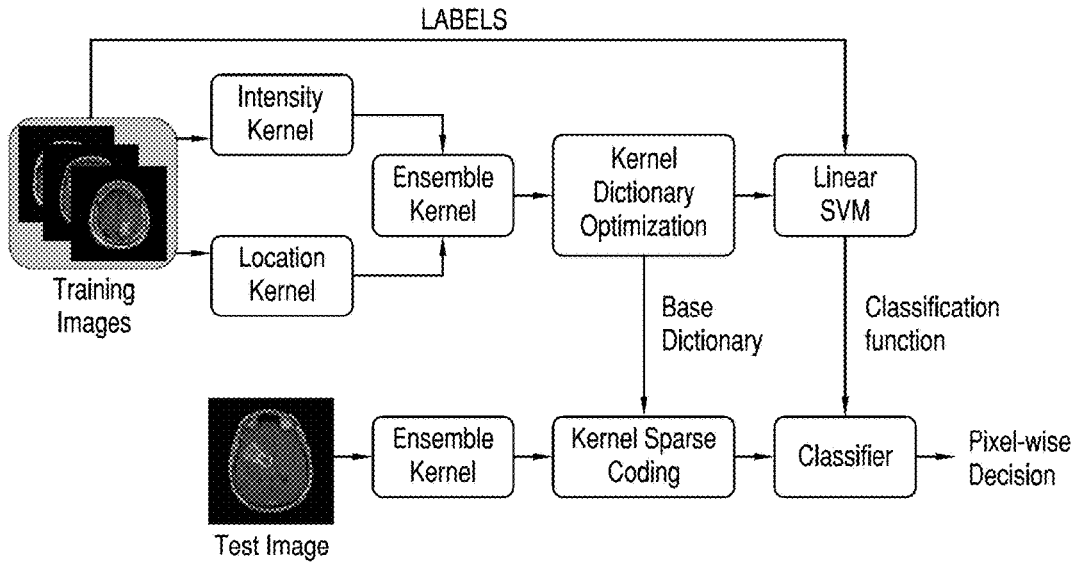 LABELS
Intensity
Kernel
Ensemble
Kernel
Kernel
Dictionary
Optimization
Linear
SVM
Location
Kernel
Training
Images
Base
Dictionary
Classification
function
Ensemble
Kernel
Kernel Sparse
Coding
Classifier
Pixel-wise
Decision
Test Image